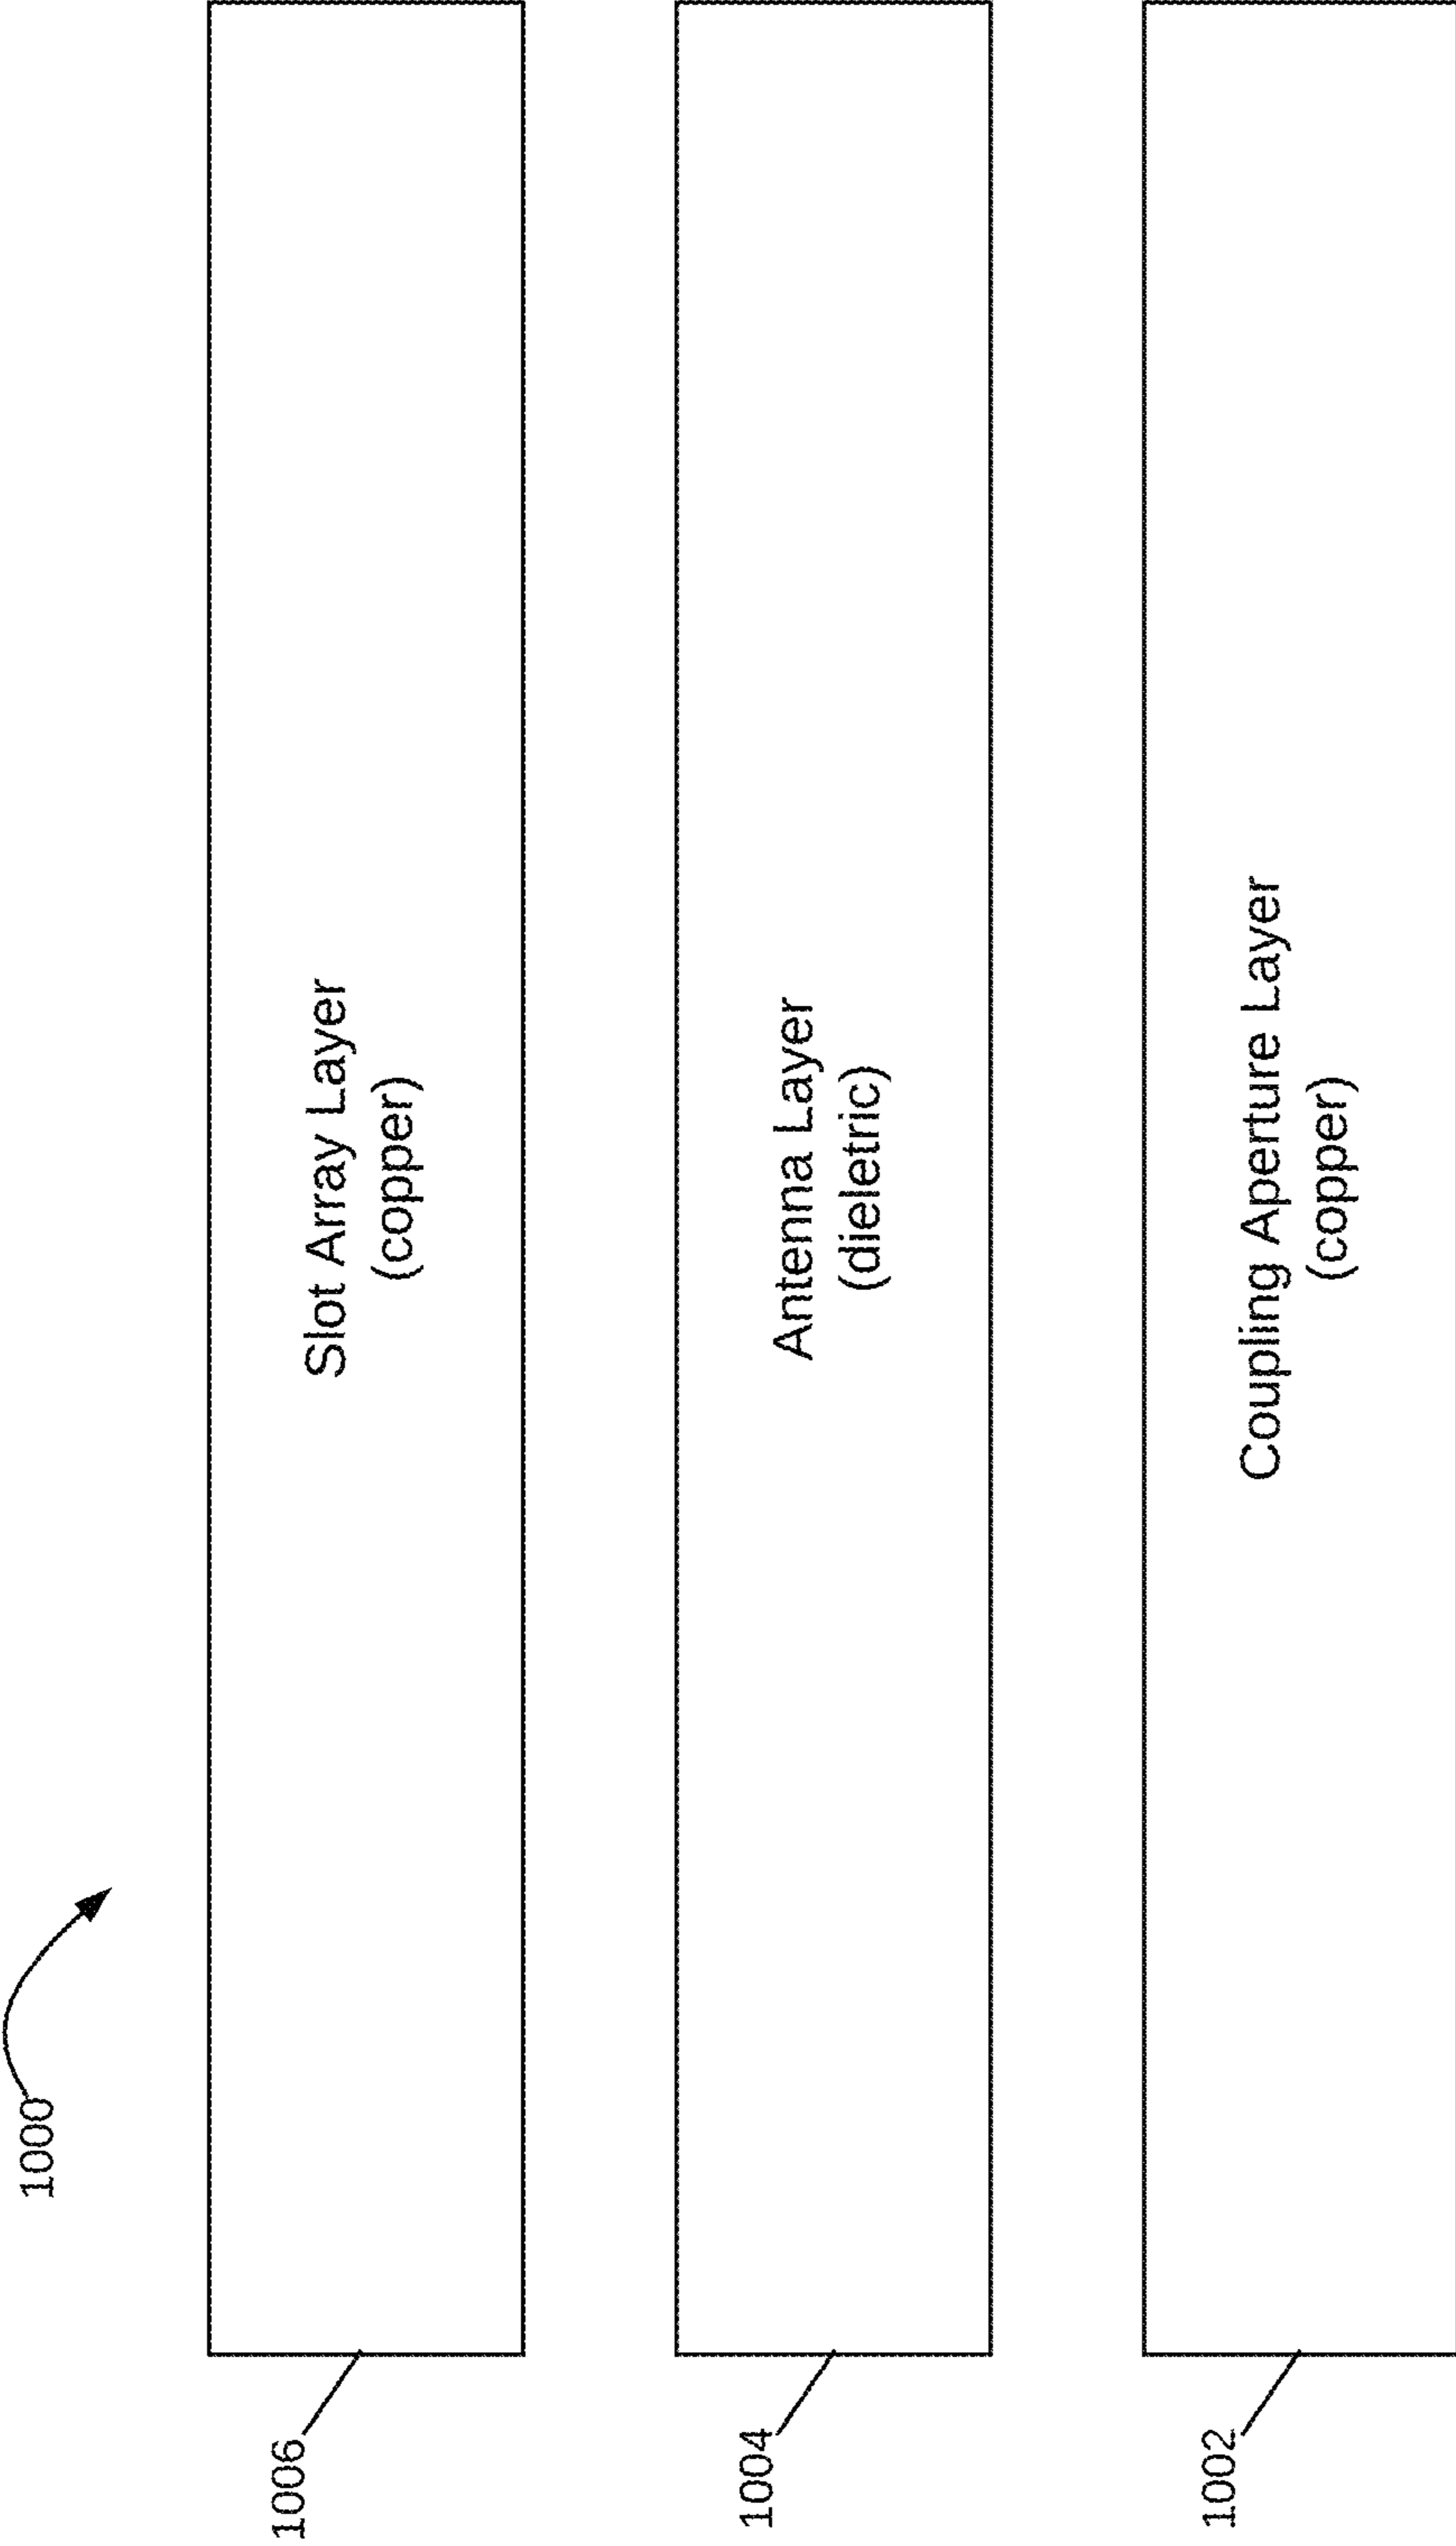 1000
Slot Array Layer
(copper)
1006
Antenna Layer
(dieletric)
1004
Coupling Aperture Layer
(copper)
1002